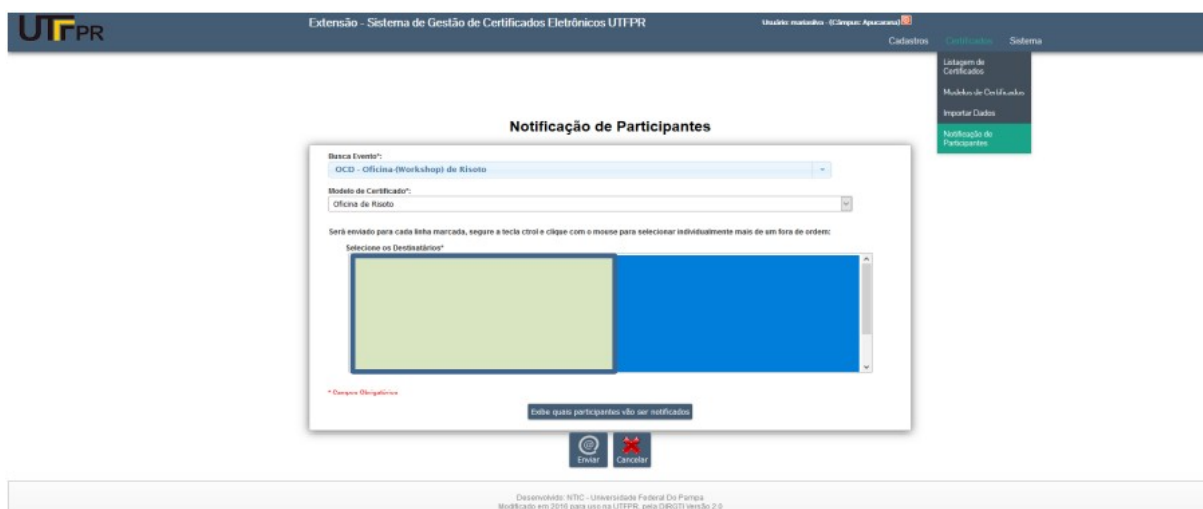 UTFPR
Extensão - Sistema de Gestão de Certificados Eletrônicos UTFPR
Usuário: marianilva - (Câmpus: Apucarana)
Cadastros Certificados Sistema
Listagem de
Certificados
Modelos de Certificados
Importar Dados
Notificação de
Participantes
Notificação de Participantes
Busca Evento*:
OCD - Oficina (Workshop) de Risoto
Modelo de Certificado*:
Oficina de Risoto
Será enviado para cada linha marcada, segure a tecla ctrol e clique com o mouse para selecionar individualmente mais de um fora de ordem:
Selecione os Destinatários*
* Campos Obrigatórios
Exibe quais participantes vão ser notificados
Enviar Cancelar
Desenvolvido: NTIC - Universidade Federal Do Pampa
Modificado em 2016 para uso na UTFPR, pela DIRGTI Versão 2.0